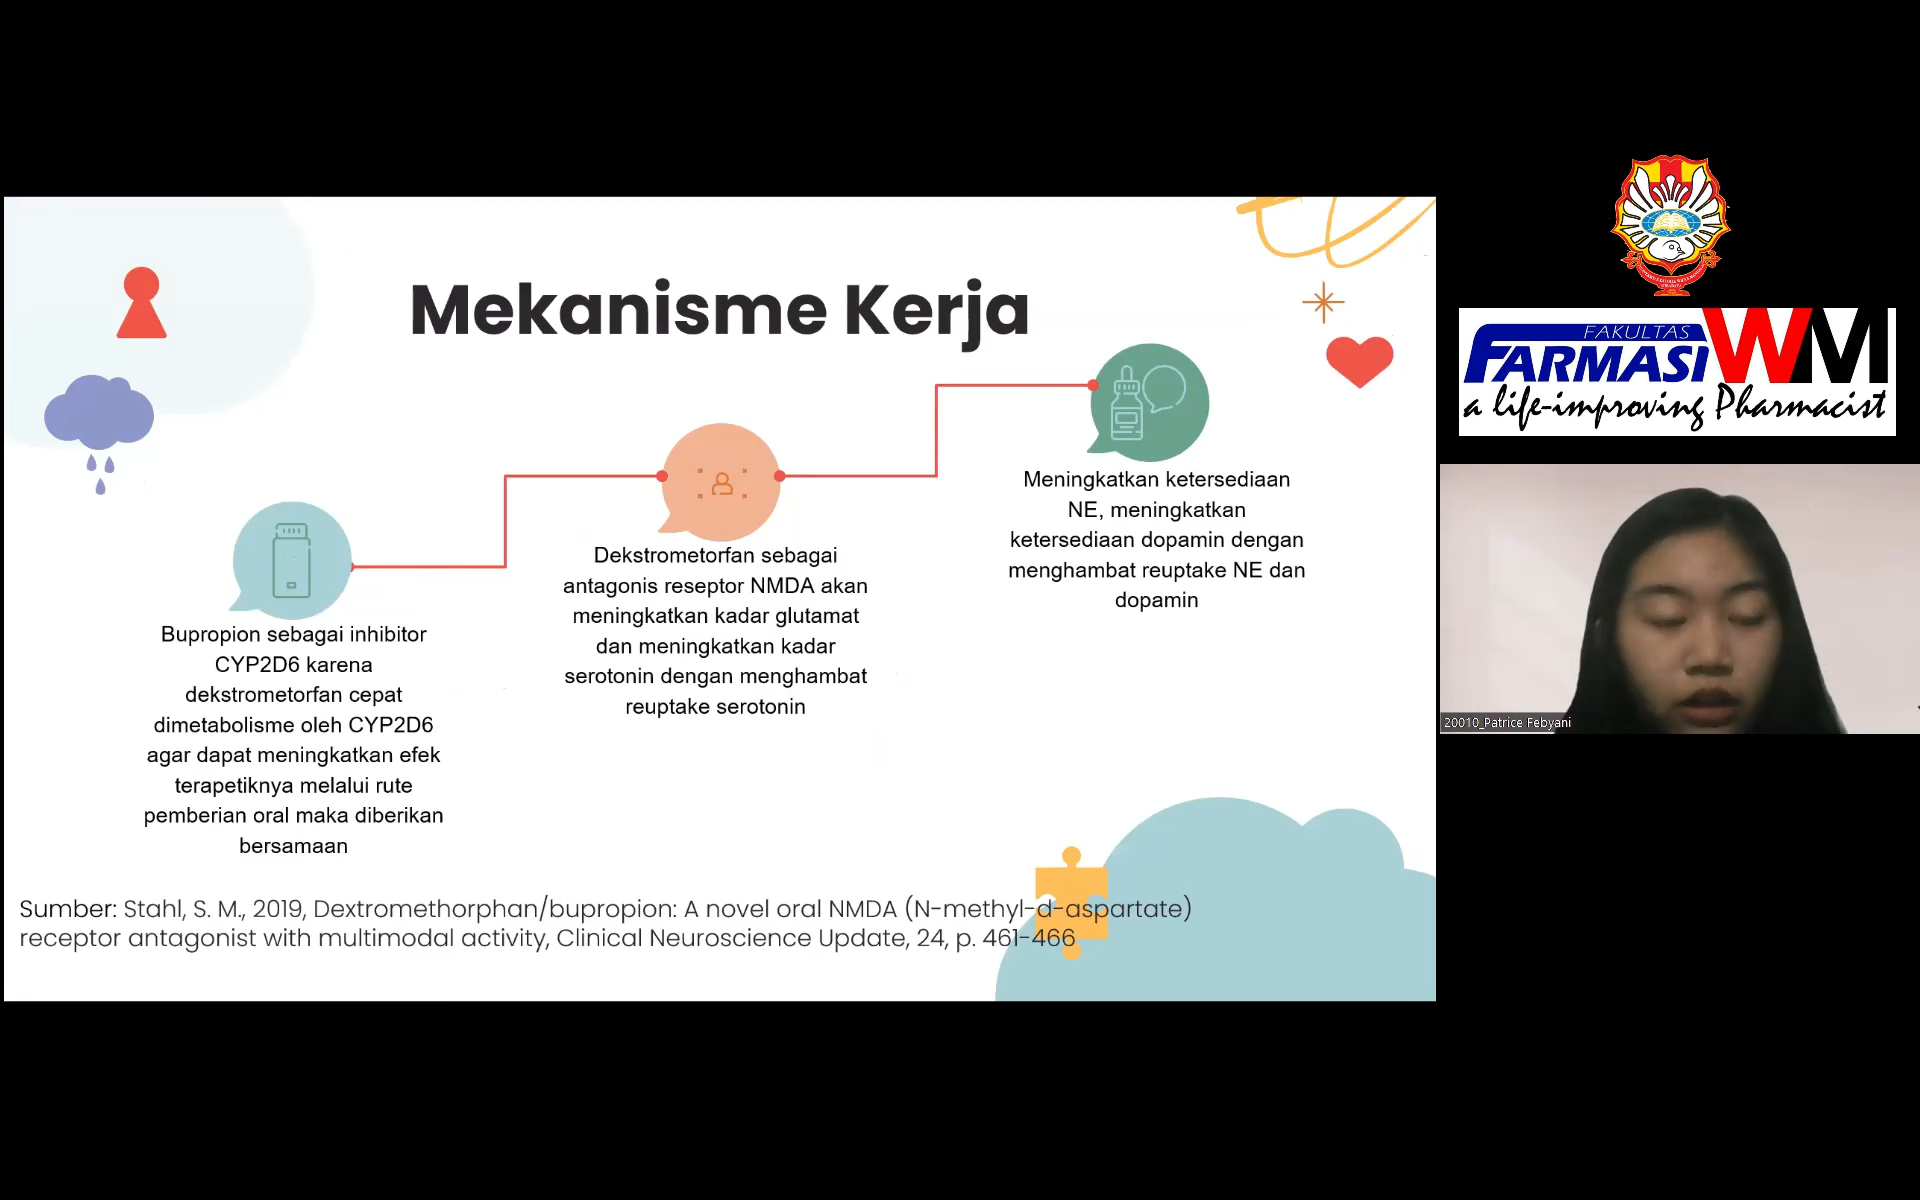 Mekanisme Kerja
Bupropion sebagai inhibitor
CYP2D6 karena
dekstrometorfan cepat
dimetabolisme oleh CYP2D6
agar dapat meningkatkan efek
terapetiknya melalui rute
pemberian oral maka diberikan
bersamaan
Dekstrometorfan sebagai
antagonis reseptor NMDA akan
meningkatkan kadar glutamat
dan meningkatkan kadar
serotonin dengan menghambat
reuptake serotonin
Meningkatkan ketersediaan
NE, meningkatkan
ketersediaan dopamin dengan
menghambat reuptake NE dan
dopamin
Sumber: Stahl, S. M., 2019, Dextromethorphan/bupropion: A novel oral NMDA (N-methyl-d-aspartate)
receptor antagonist with multimodal activity, Clinical Neuroscience Update, 24, p. 461-466
FAKULTAS
FARMASI WM
a life-improving Pharmacist
20010_Patrice Febyani